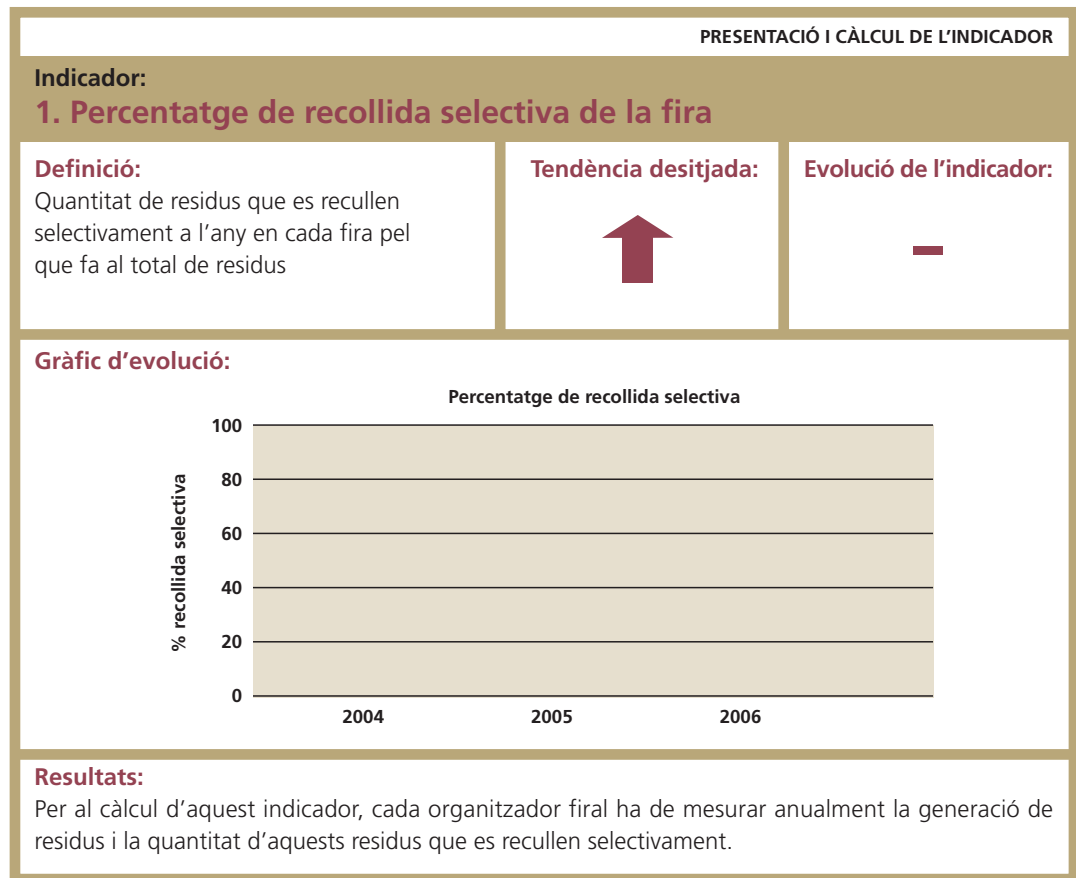 PRESENTACIÓ I CÀLCUL DE L’INDICADOR
Indicador:
1. Percentatge de recollida selectiva de la fira
Definició:
Quantitat de residus que es recullen
selectivament a l’any en cada fira pel
que fa al total de residus
Tendència desitjada:
Evolució de l’indicador:
Gràfic d’evolució:
Percentatge de recollida selectiva
% recollida selectiva
100
80
60
40
20
0
2004 2005 2006
Resultats:
Per al càlcul d’aquest indicador, cada organitzador firal ha de mesurar anualment la generació de
residus i la quantitat d’aquests residus que es recullen selectivament.